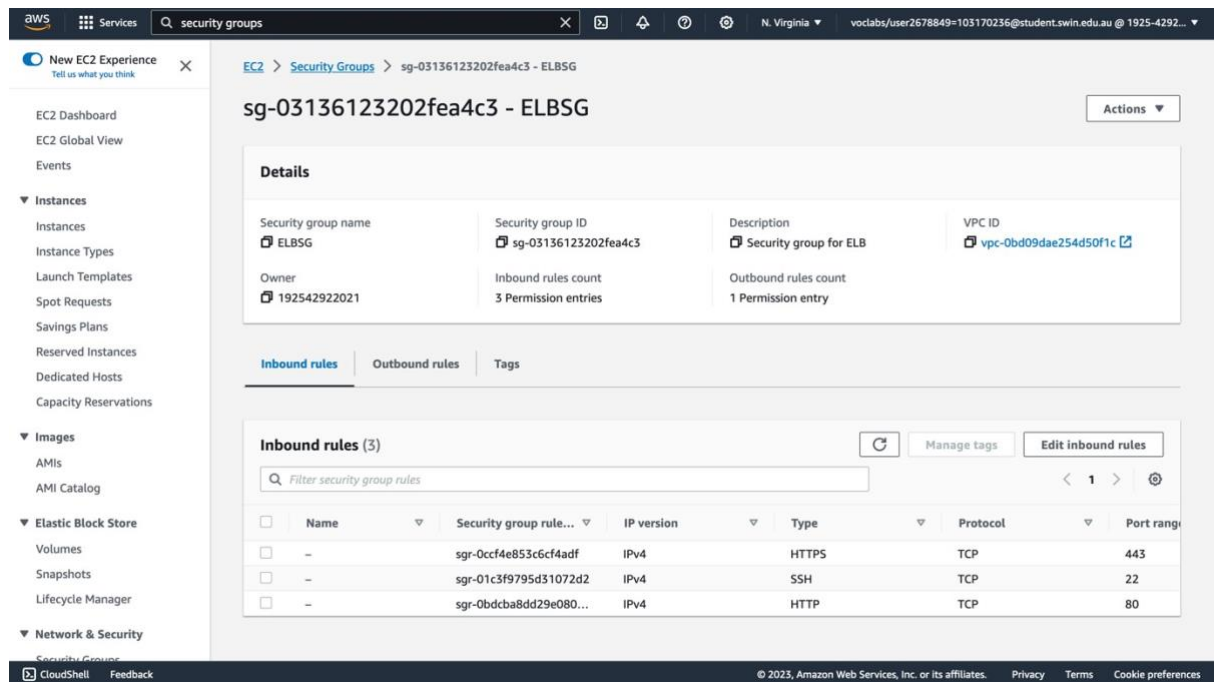 aws Services security groups N. Virginia ▼ voclabs/user2678849=103170236@student.swin.edu.au @ 1925-4292... ▼
New EC2 Experience
Tell us what you think
EC2 Dashboard
EC2 Global View
Events
▼ Instances
Instances
Instance Types
Launch Templates
Spot Requests
Savings Plans
Reserved Instances
Dedicated Hosts
Capacity Reservations
▼ Images
AMIs
AMI Catalog
▼ Elastic Block Store
Volumes
Snapshots
Lifecycle Manager
▼ Network & Security
Security Groups
EC2 > Security Groups > sg-03136123202fea4c3 - ELBSG
sg-03136123202fea4c3 - ELBSG
Actions ▼
Details
Security group name Security group ID Description VPC ID
ELBSG sg-03136123202fea4c3 Security group for ELB vpc-0bd09dae254d50f1c
Owner Inbound rules count Outbound rules count
192542922021 3 Permission entries 1 Permission entry
Inbound rules Outbound rules Tags
Inbound rules (3) Manage tags Edit inbound rules
Filter security group rules < 1 >
Name Security group rule... IP version Type Protocol Port rang
– sgr-0ccf4e853c6cf4adf IPv4 HTTPS TCP 443
– sgr-01c3f9795d31072d2 IPv4 SSH TCP 22
– sgr-0bdcba8dd29e080... IPv4 HTTP TCP 80
CloudShell Feedback © 2023, Amazon Web Services, Inc. or its affiliates. Privacy Terms Cookie preferences